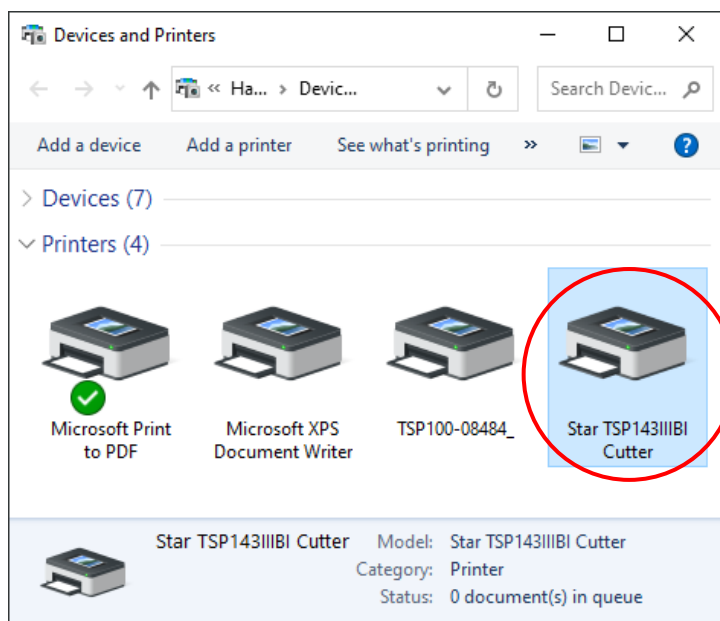 Devices and Printers
« Ha... › Devic...
Search Devic...
Add a device Add a printer See what's printing »
Devices (7)
Printers (4)
Microsoft Print
to PDF
Microsoft XPS
Document Writer
TSP100-08484_
Star TSP143IIIBI
Cutter
Star TSP143IIIBI Cutter Model: Star TSP143IIIBI Cutter
Category: Printer
Status: 0 document(s) in queue